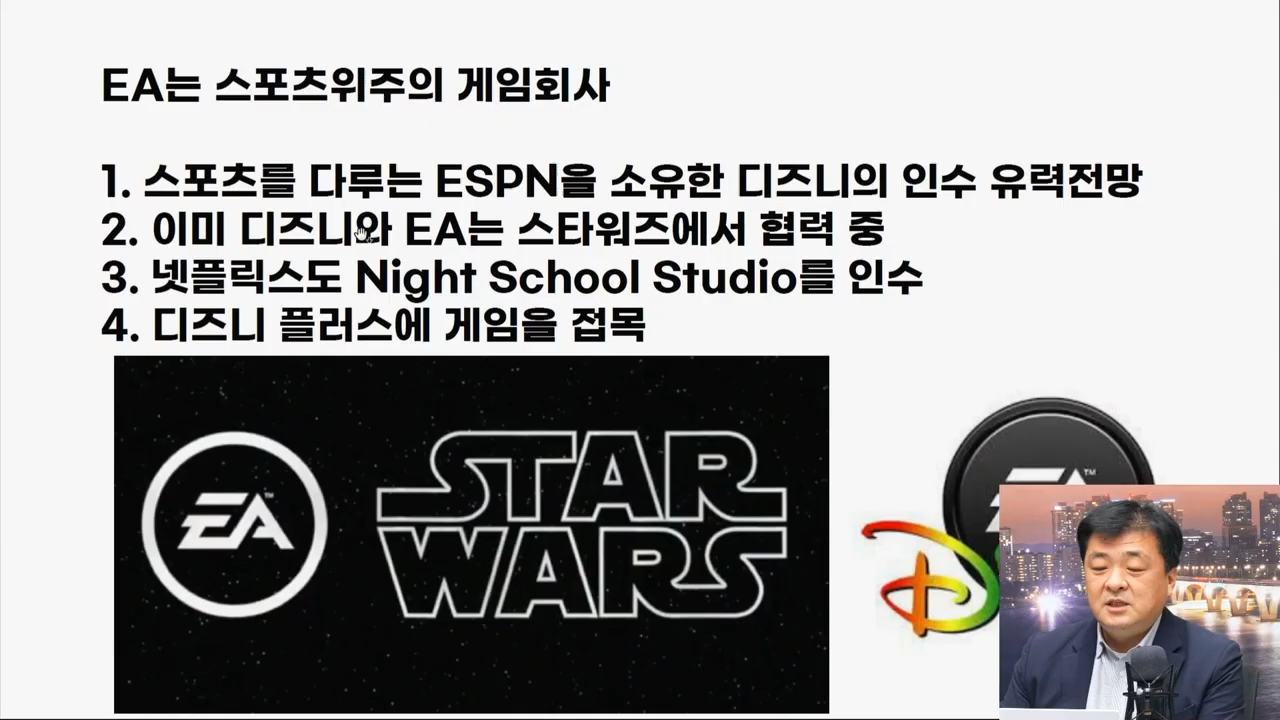 EA는 스포츠위주의 게임회사
1. 스포츠를 다루는 ESPN을 소유한 디즈니의 인수 유력전망
2. 이미 디즈니와 EA는 스타워즈에서 협력 중
3. 넷플릭스도 Night School Studio를 인수
4. 디즈니 플러스에 게임을 접목
EA™
STAR
WARS
EA™
D